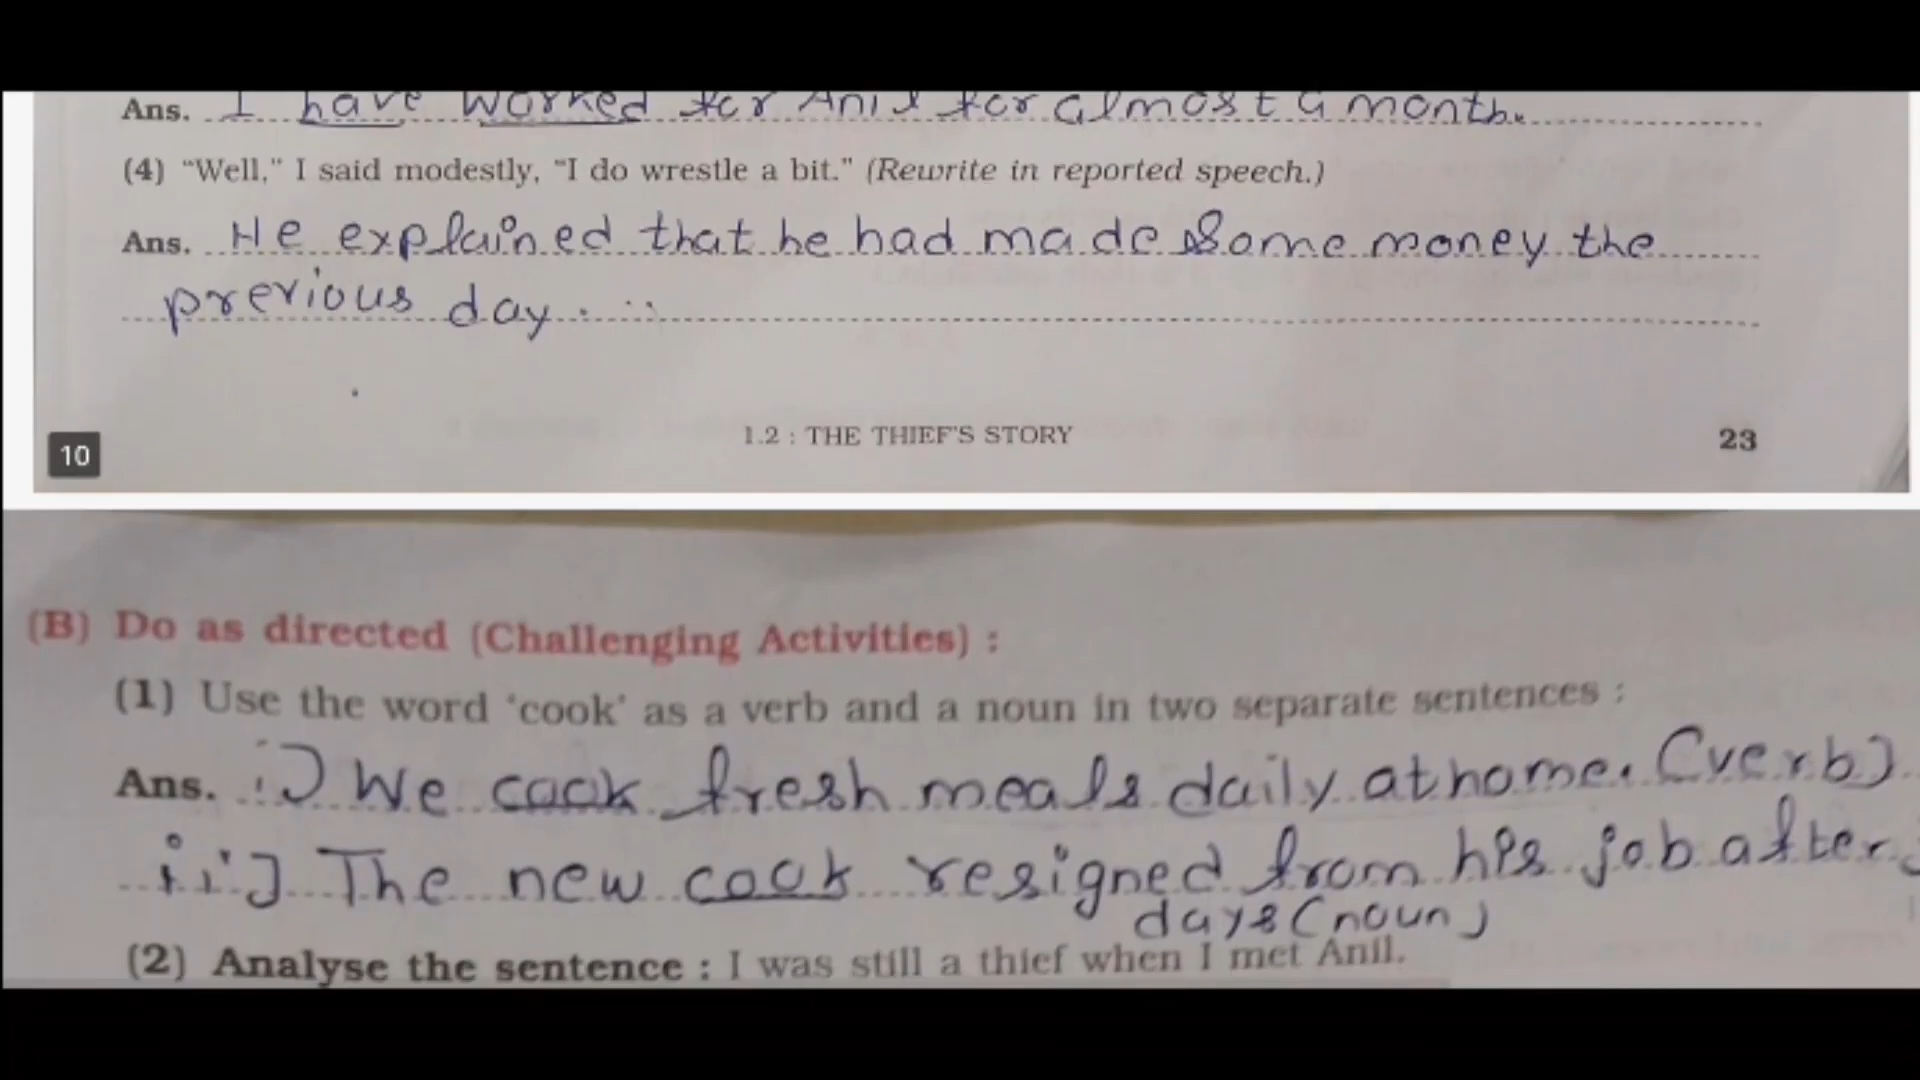 Ans. I have worked for Anil for almost a month.
(4) “Well,” I said modestly, “I do wrestle a bit.” (Rewrite in reported speech.)
Ans. He explained that he had made some money the
previous day.
10
1.2 : THE THIEF'S STORY
23
(B) Do as directed (Challenging Activities) :
(1) Use the word ‘cook’ as a verb and a noun in two separate sentences :
Ans. i) We cook fresh meals daily at home. (verb)
ii) The new cook resigned from his job after
days (noun)
(2) Analyse the sentence : I was still a thief when I met Anil.